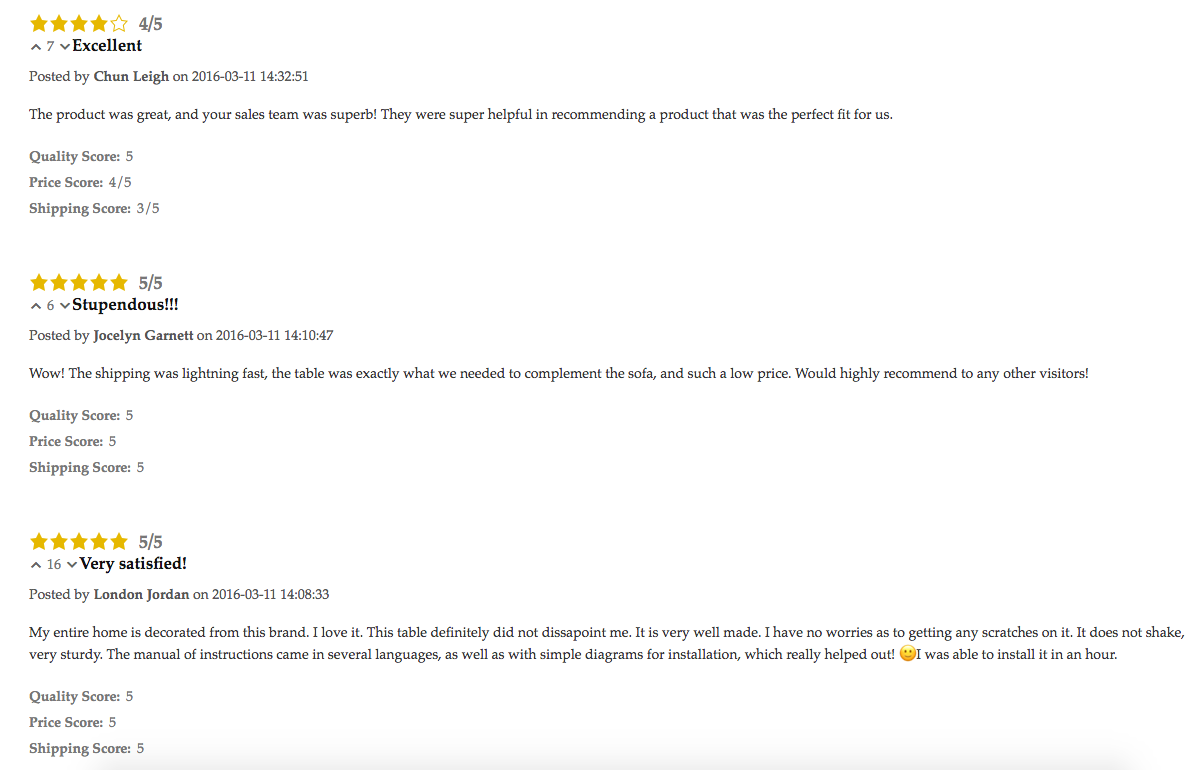 4/5
7 Excellent
Posted by Chun Leigh on 2016-03-11 14:32:51
The product was great, and your sales team was superb! They were super helpful in recommending a product that was the perfect fit for us.
Quality Score: 5
Price Score: 4/5
Shipping Score: 3/5
5/5
6 Stupendous!!!
Posted by Jocelyn Garnett on 2016-03-11 14:10:47
Wow! The shipping was lightning fast, the table was exactly what we needed to complement the sofa, and such a low price. Would highly recommend to any other visitors!
Quality Score: 5
Price Score: 5
Shipping Score: 5
5/5
16 Very satisfied!
Posted by London Jordan on 2016-03-11 14:08:33
My entire home is decorated from this brand. I love it. This table definitely did not dissapoint me. It is very well made. I have no worries as to getting any scratches on it. It does not shake,
very sturdy. The manual of instructions came in several languages, as well as with simple diagrams for installation, which really helped out! 🙂I was able to install it in an hour.
Quality Score: 5
Price Score: 5
Shipping Score: 5